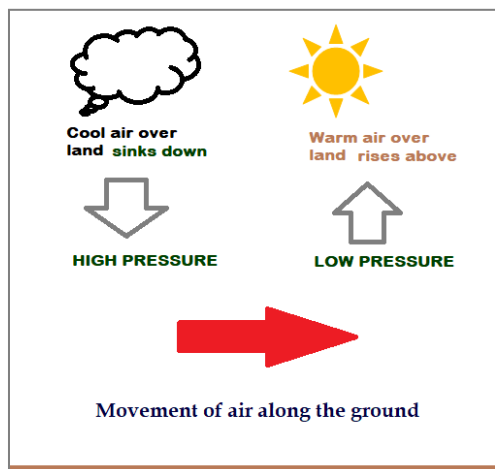 Cool air over
land sinks down
Warm air over
land rises above
HIGH PRESSURE
LOW PRESSURE
Movement of air along the ground